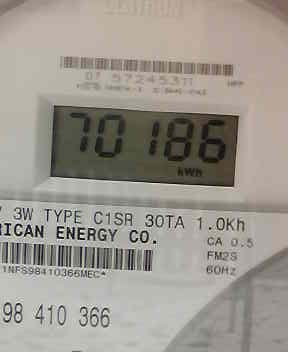 07 57245311
70186
kWh
3W TYPE C1SR 30TA 1.0Kh
RICAN ENERGY CO.
CA 0.5
FM2S
60Hz
1NFS98410366MEC*
98 410 366